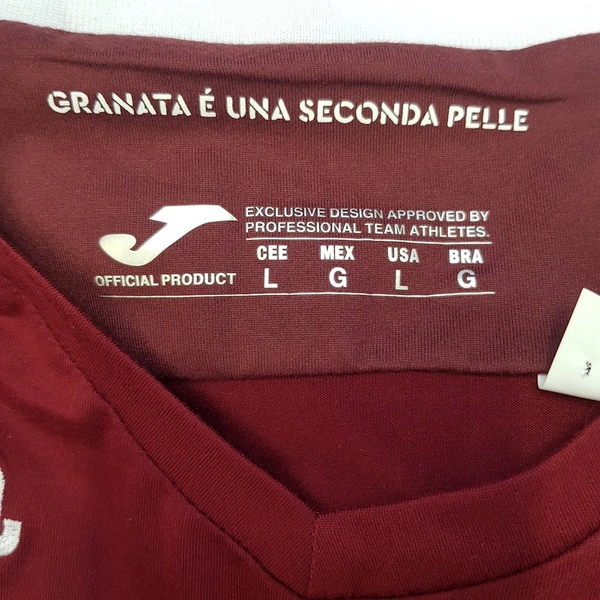 GRANATA É UNA SECONDA PELLE
EXCLUSIVE DESIGN APPROVED BY
PROFESSIONAL TEAM ATHLETES.
OFFICIAL PRODUCT
CEE MEX USA BRA
L G L G